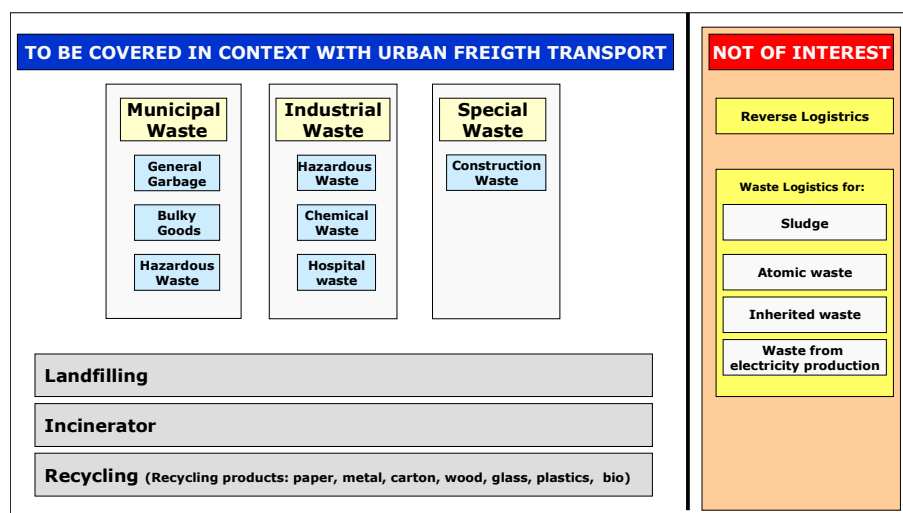 TO BE COVERED IN CONTEXT WITH URBAN FREIGTH TRANSPORT
Municipal
Waste
General
Garbage
Bulky
Goods
Hazardous
Waste
Industrial
Waste
Hazardous
Waste
Chemical
Waste
Hospital
waste
Special
Waste
Construction
Waste
Landfilling
Incinerator
Recycling (Recycling products: paper, metal, carton, wood, glass, plastics, bio)
NOT OF INTEREST
Reverse Logistrics
Waste Logistics for:
Sludge
Atomic waste
Inherited waste
Waste from
electricity production